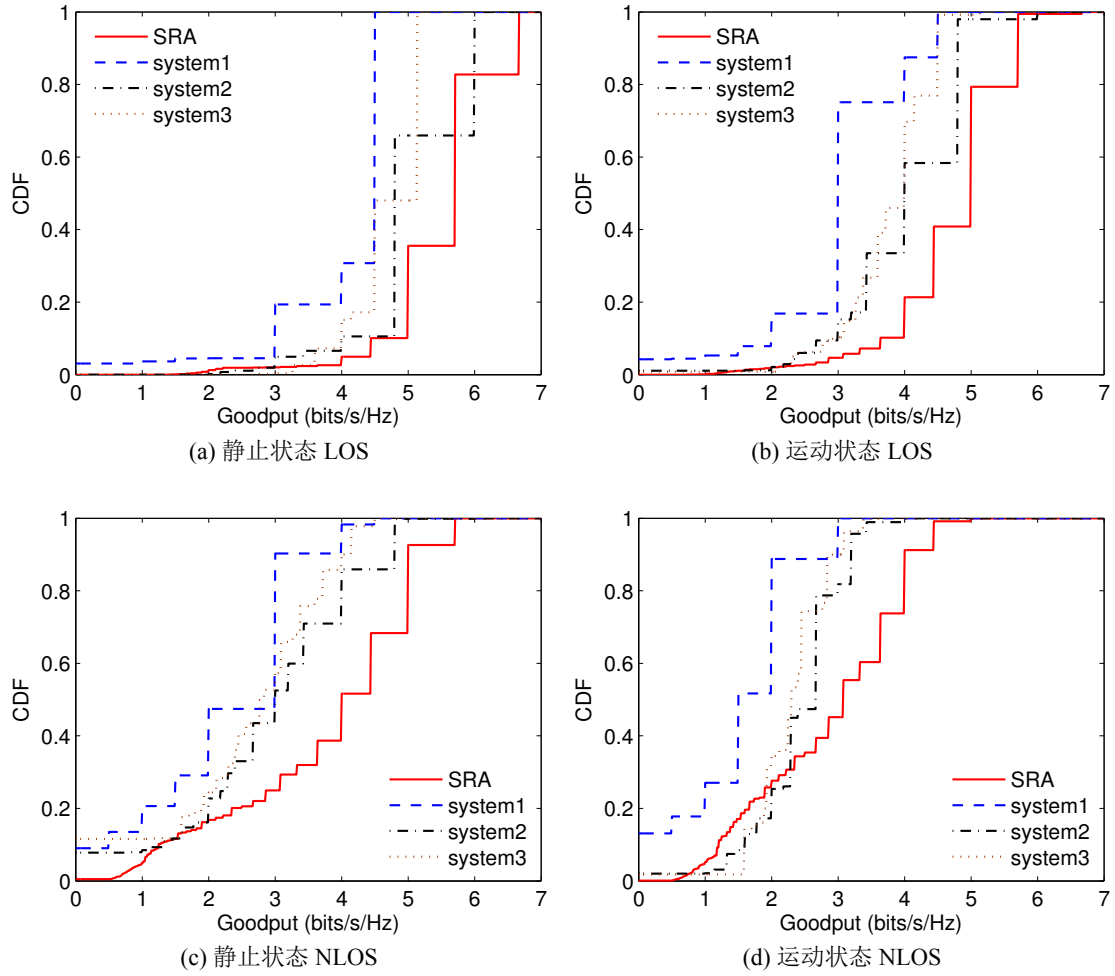 1
0.8
0.6
0.4
0.2
0
CDF
SRA
system1
system2
system3
0 1 2 3 4 5 6 7
Goodput (bits/s/Hz)
(a) 静止状态 LOS
1
0.8
0.6
0.4
0.2
0
CDF
SRA
system1
system2
system3
0 1 2 3 4 5 6 7
Goodput (bits/s/Hz)
(b) 运动状态 LOS
1
0.8
0.6
0.4
0.2
0
CDF
SRA
system1
system2
system3
0 1 2 3 4 5 6 7
Goodput (bits/s/Hz)
(c) 静止状态 NLOS
1
0.8
0.6
0.4
0.2
0
CDF
SRA
system1
system2
system3
0 1 2 3 4 5 6 7
Goodput (bits/s/Hz)
(d) 运动状态 NLOS